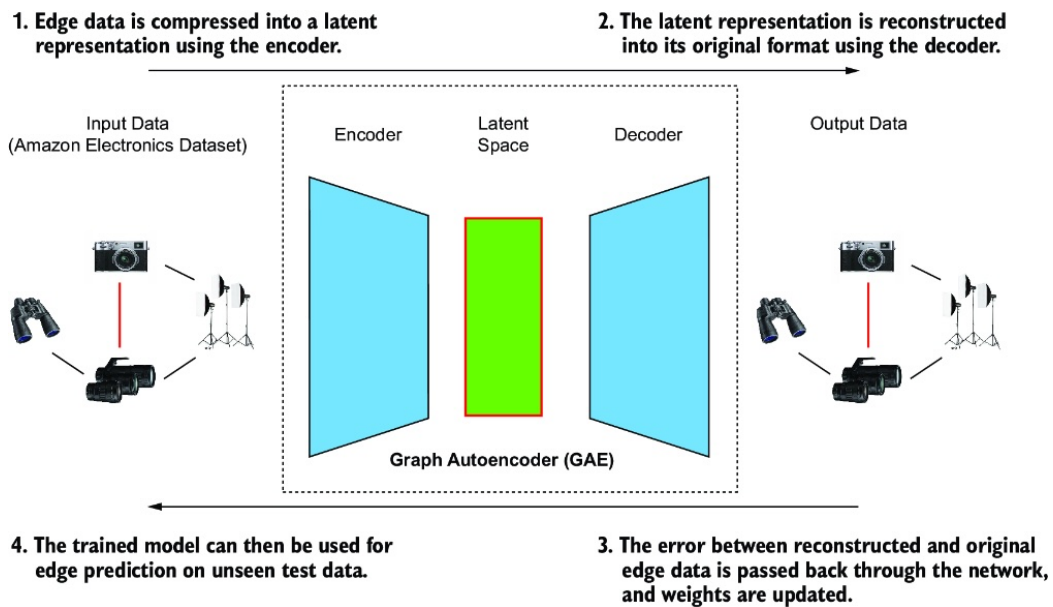 1. Edge data is compressed into a latent
representation using the encoder.
2. The latent representation is reconstructed
into its original format using the decoder.
Input Data
(Amazon Electronics Dataset)
Encoder
Latent
Space
Decoder
Output Data
Graph Autoencoder (GAE)
4. The trained model can then be used for
edge prediction on unseen test data.
3. The error between reconstructed and original
edge data is passed back through the network,
and weights are updated.